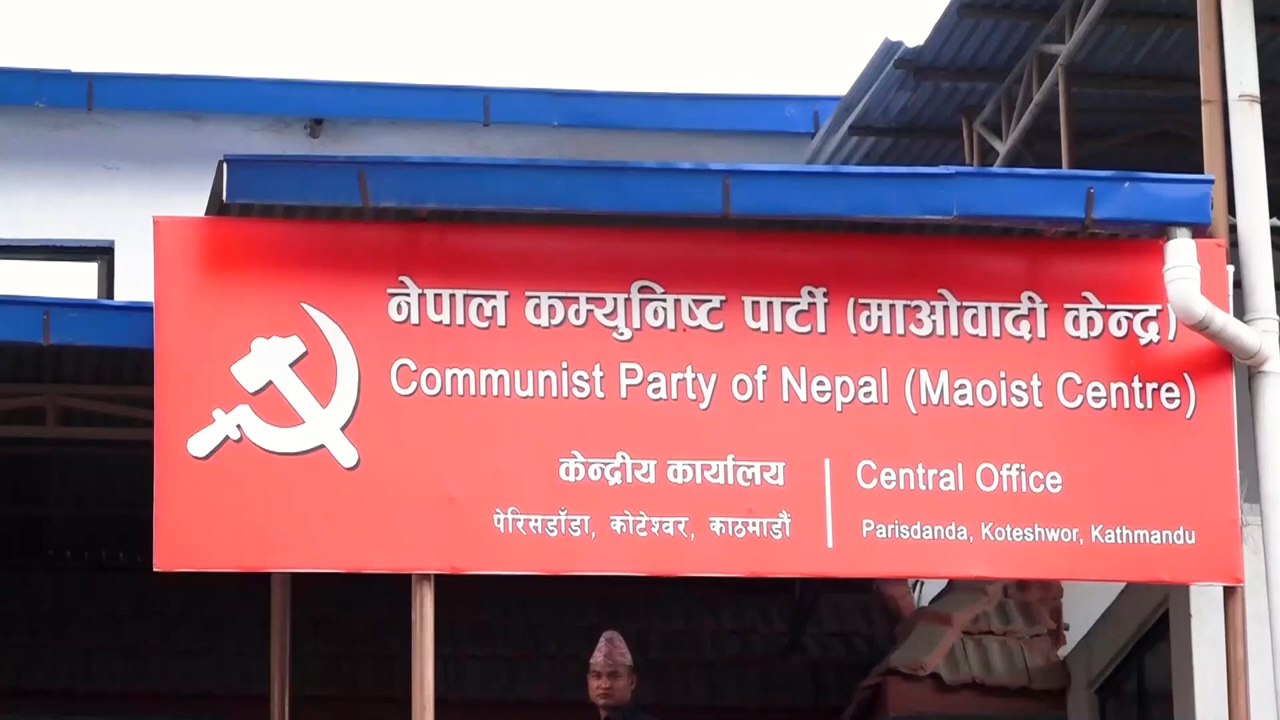 नेपाल कम्युनिष्ट पार्टी (माओवादी केन्द्र)
Communist Party of Nepal (Maoist Centre)
केन्द्रीय कार्यालय
पेरिसडाँडा, कोटेश्वर, काठमाडौं
Central Office
Parisdanda, Koteshwor, Kathmandu